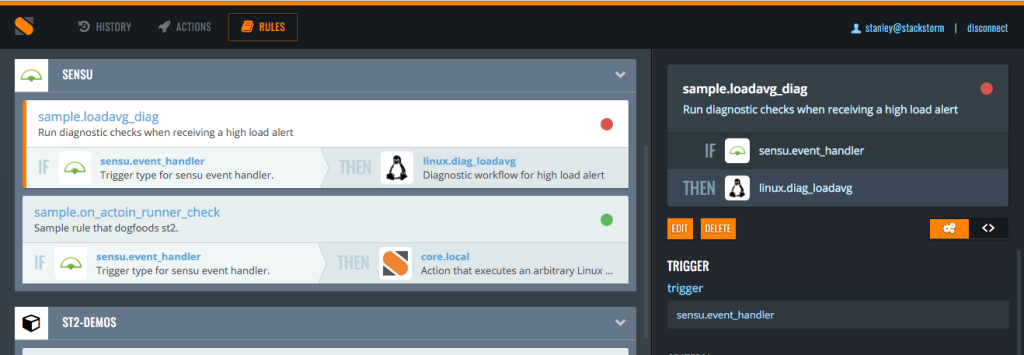 HISTORY
ACTIONS
RULES
stanley@stackstorm | disconnect
SENSU
sample.loadavg_diag
Run diagnostic checks when receiving a high load alert
IF
sensu.event_handler
Trigger type for sensu event handler.
THEN
linux.diag_loadavg
Diagnostic workflow for high load alert
sample.on_actoin_runner_check
Sample rule that dogfoods st2.
IF
sensu.event_handler
Trigger type for sensu event handler.
THEN
core.local
Action that executes an arbitrary Linux ...
ST2-DEMOS
sample.loadavg_diag
Run diagnostic checks when receiving a high load alert
IF
sensu.event_handler
THEN
linux.diag_loadavg
EDIT
DELETE
<>
TRIGGER
trigger
sensu.event_handler